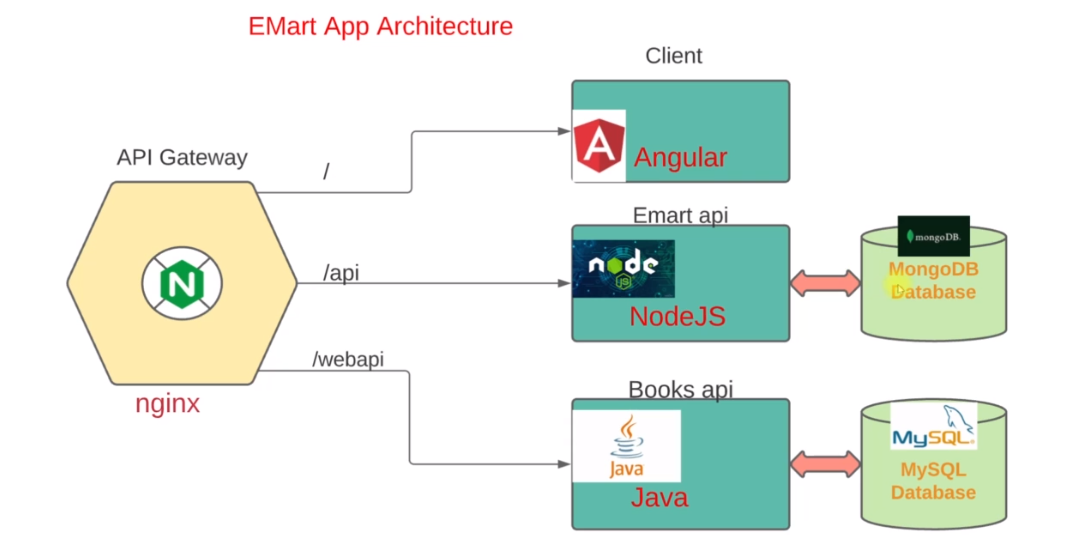 EMart App Architecture
Client
API Gateway
/
Angular
Emart api
N
node
JS
/api
NodeJS
mongoDB.
MongoDB
Database
/webapi
nginx
Books api
Java
Java
MySQL
MySQL
Database